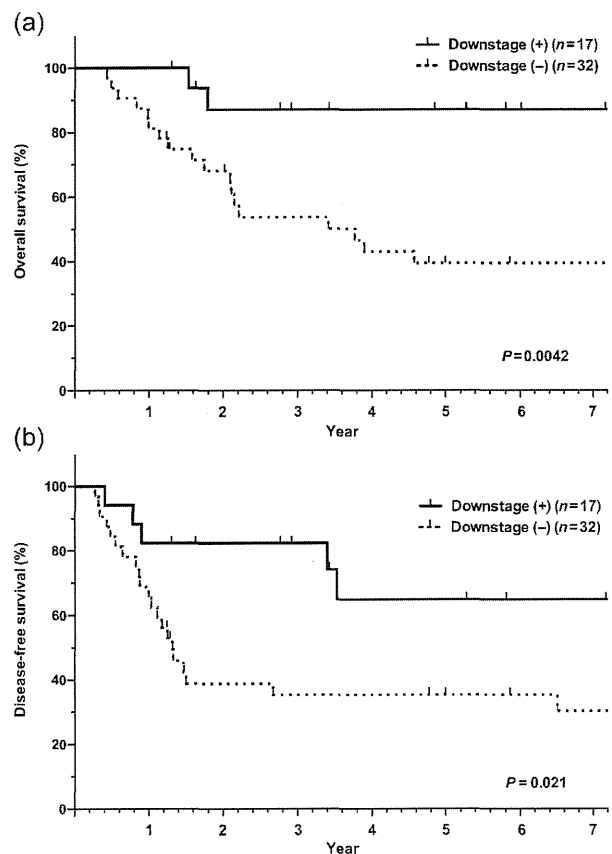 (a)
Downstage (+) (n=17)
Downstage (−) (n=32)
100
80
60
40
20
0
Overall survival (%)
P=0.0042
1 2 3 4 5 6 7
Year
(b)
Downstage (+) (n=17)
Downstage (−) (n=32)
100
80
60
40
20
0
Disease-free survival (%)
P=0.021
1 2 3 4 5 6 7
Year